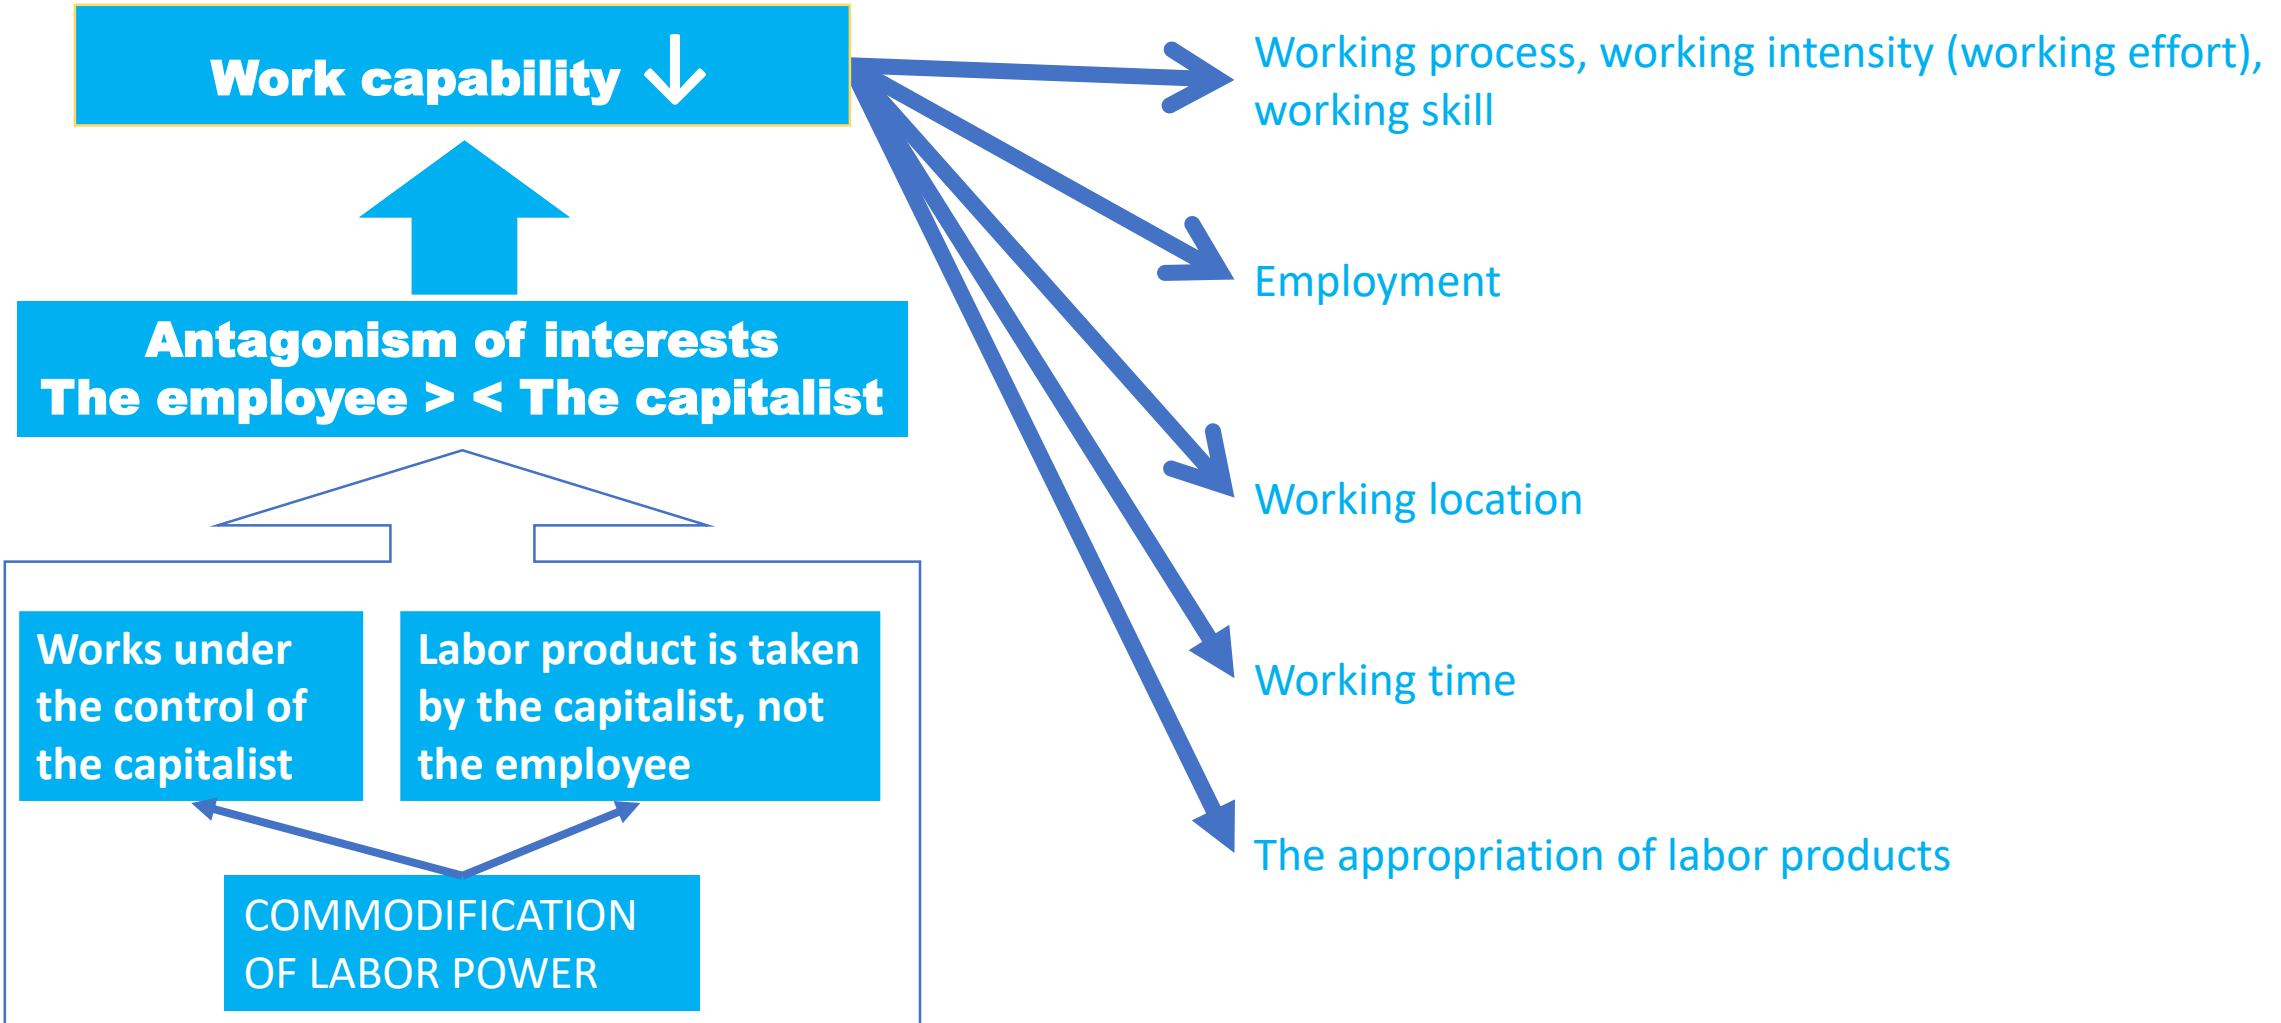 Work capability ↓
Working process, working intensity (working effort),
working skill
Employment
Antagonism of interests
The employee > < The capitalist
Working location
Works under
the control of
the capitalist
Labor product is taken
by the capitalist, not
the employee
Working time
The appropriation of labor products
COMMODIFICATION
OF LABOR POWER